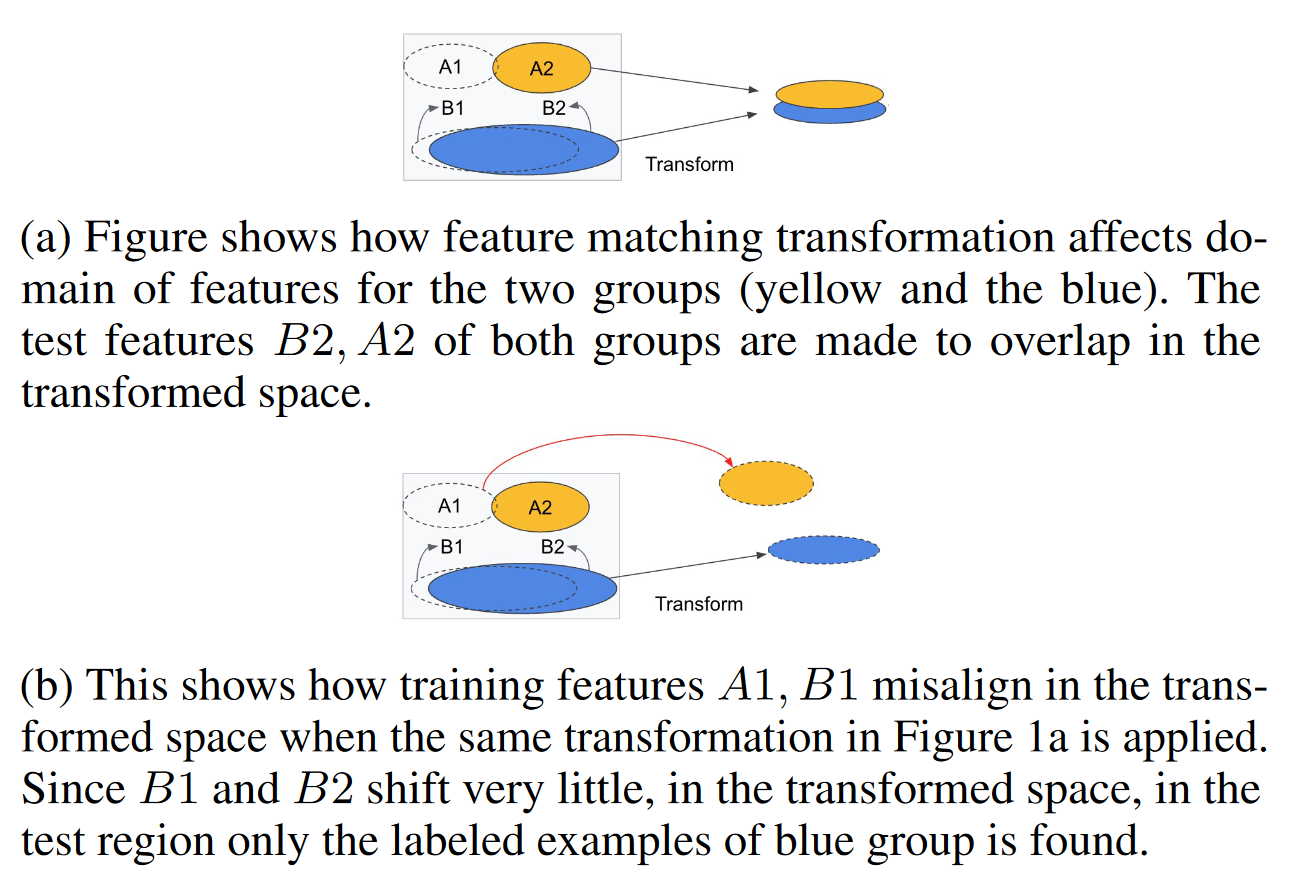 A1 A2
B1 B2
Transform
(a) Figure shows how feature matching transformation affects do-
main of features for the two groups (yellow and the blue). The
test features B2, A2 of both groups are made to overlap in the
transformed space.
A1 A2
B1 B2
Transform
(b) This shows how training features A1, B1 misalign in the trans-
formed space when the same transformation in Figure 1a is applied.
Since B1 and B2 shift very little, in the transformed space, in the
test region only the labeled examples of blue group is found.